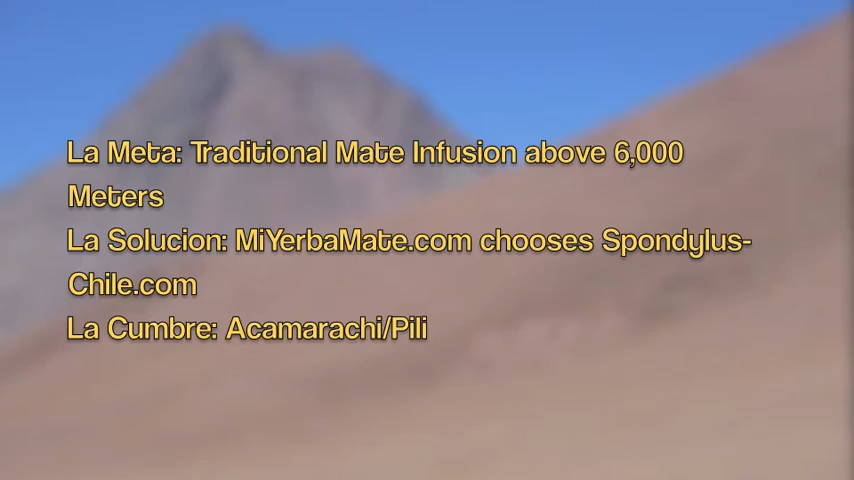 La Meta: Traditional Mate Infusion above 6,000
Meters
La Solucion: MiYerbaMate.com chooses Spondylus-
Chile.com
La Cumbre: Acamarachi/Pili